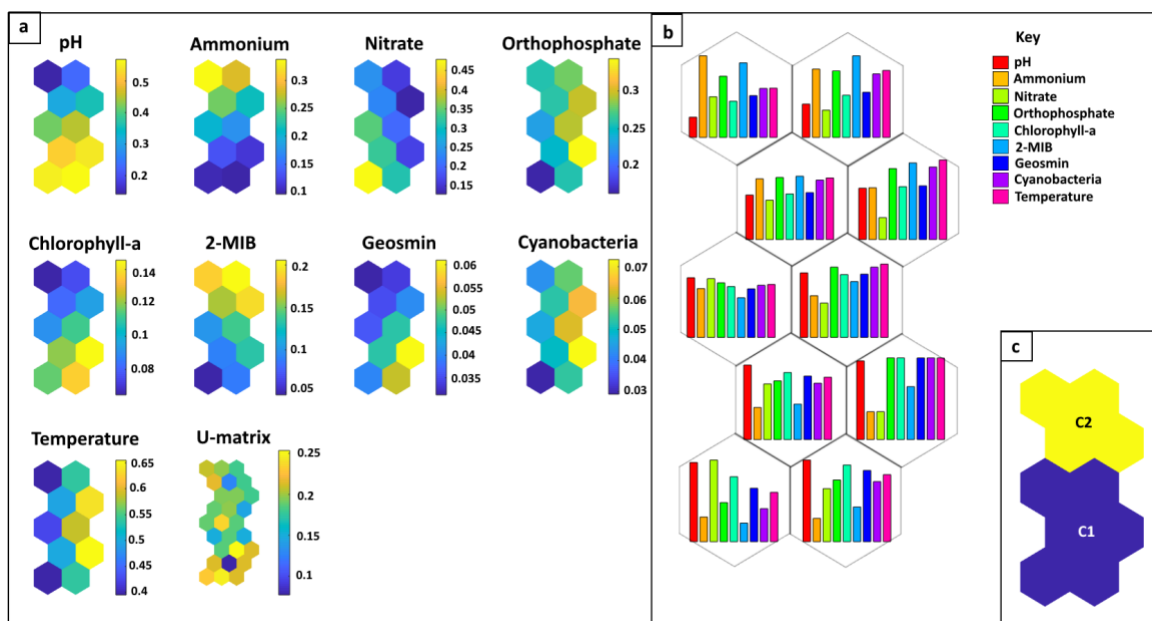 a
pH
Ammonium
Nitrate
Orthophosphate
0.5
0.4
0.3
0.2
0.35
0.3
0.25
0.2
0.15
0.1
0.45
0.4
0.35
0.3
0.25
0.2
0.15
0.3
0.25
0.2
Chlorophyll-a
2-MIB
Geosmin
Cyanobacteria
0.14
0.12
0.1
0.08
0.2
0.15
0.1
0.05
0.06
0.055
0.05
0.045
0.04
0.035
0.07
0.06
0.05
0.04
0.03
Temperature
U-matrix
0.65
0.6
0.55
0.5
0.45
0.4
0.25
0.2
0.15
0.1
b
Key
pH
Ammonium
Nitrate
Orthophosphate
Chlorophyll-a
2-MIB
Geosmin
Cyanobacteria
Temperature
c
C2
C1